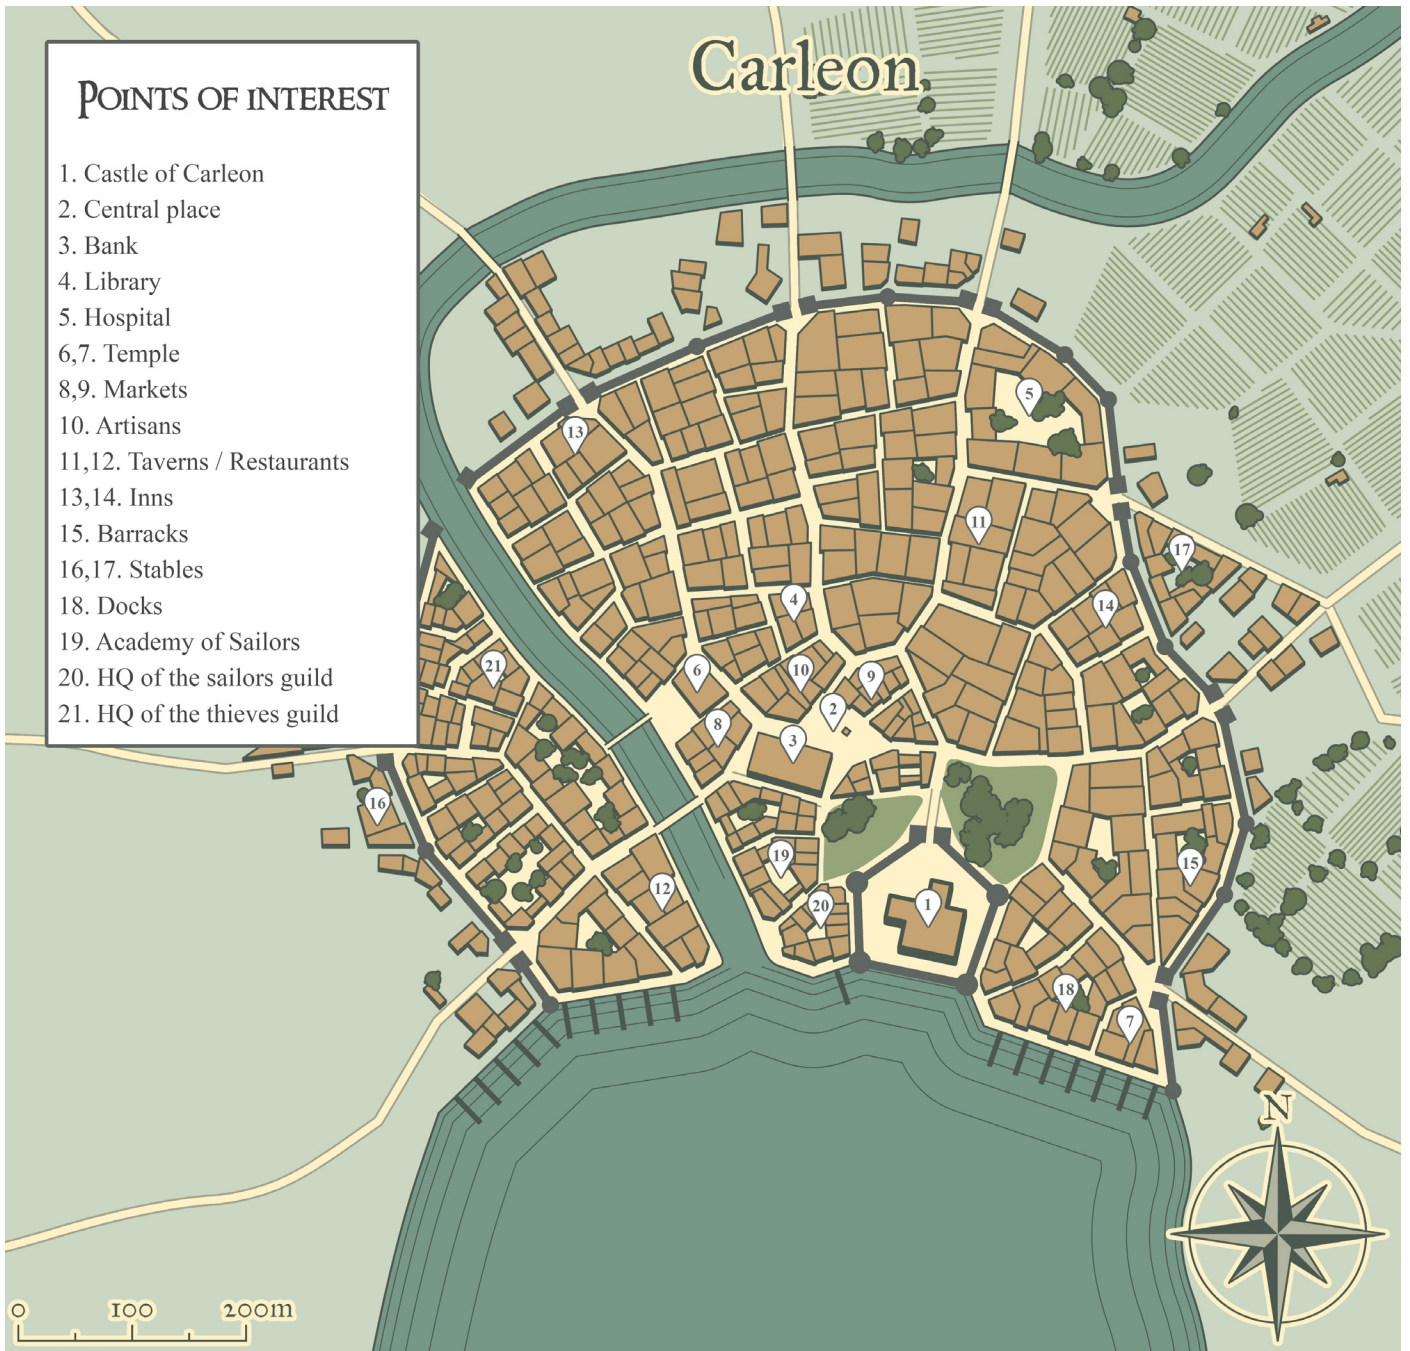 Carleon
POINTS OF INTEREST
1. Castle of Carleon
2. Central place
3. Bank
4. Library
5. Hospital
6,7. Temple
8,9. Markets
10. Artisans
11,12. Taverns / Restaurants
13,14. Inns
15. Barracks
16,17. Stables
18. Docks
19. Academy of Sailors
20. HQ of the sailors guild
21. HQ of the thieves guild
5
13
11
17
4
14
21
6
10
9
2
8
3
16
19
15
12
20
1
18
7
N
0 100 200m